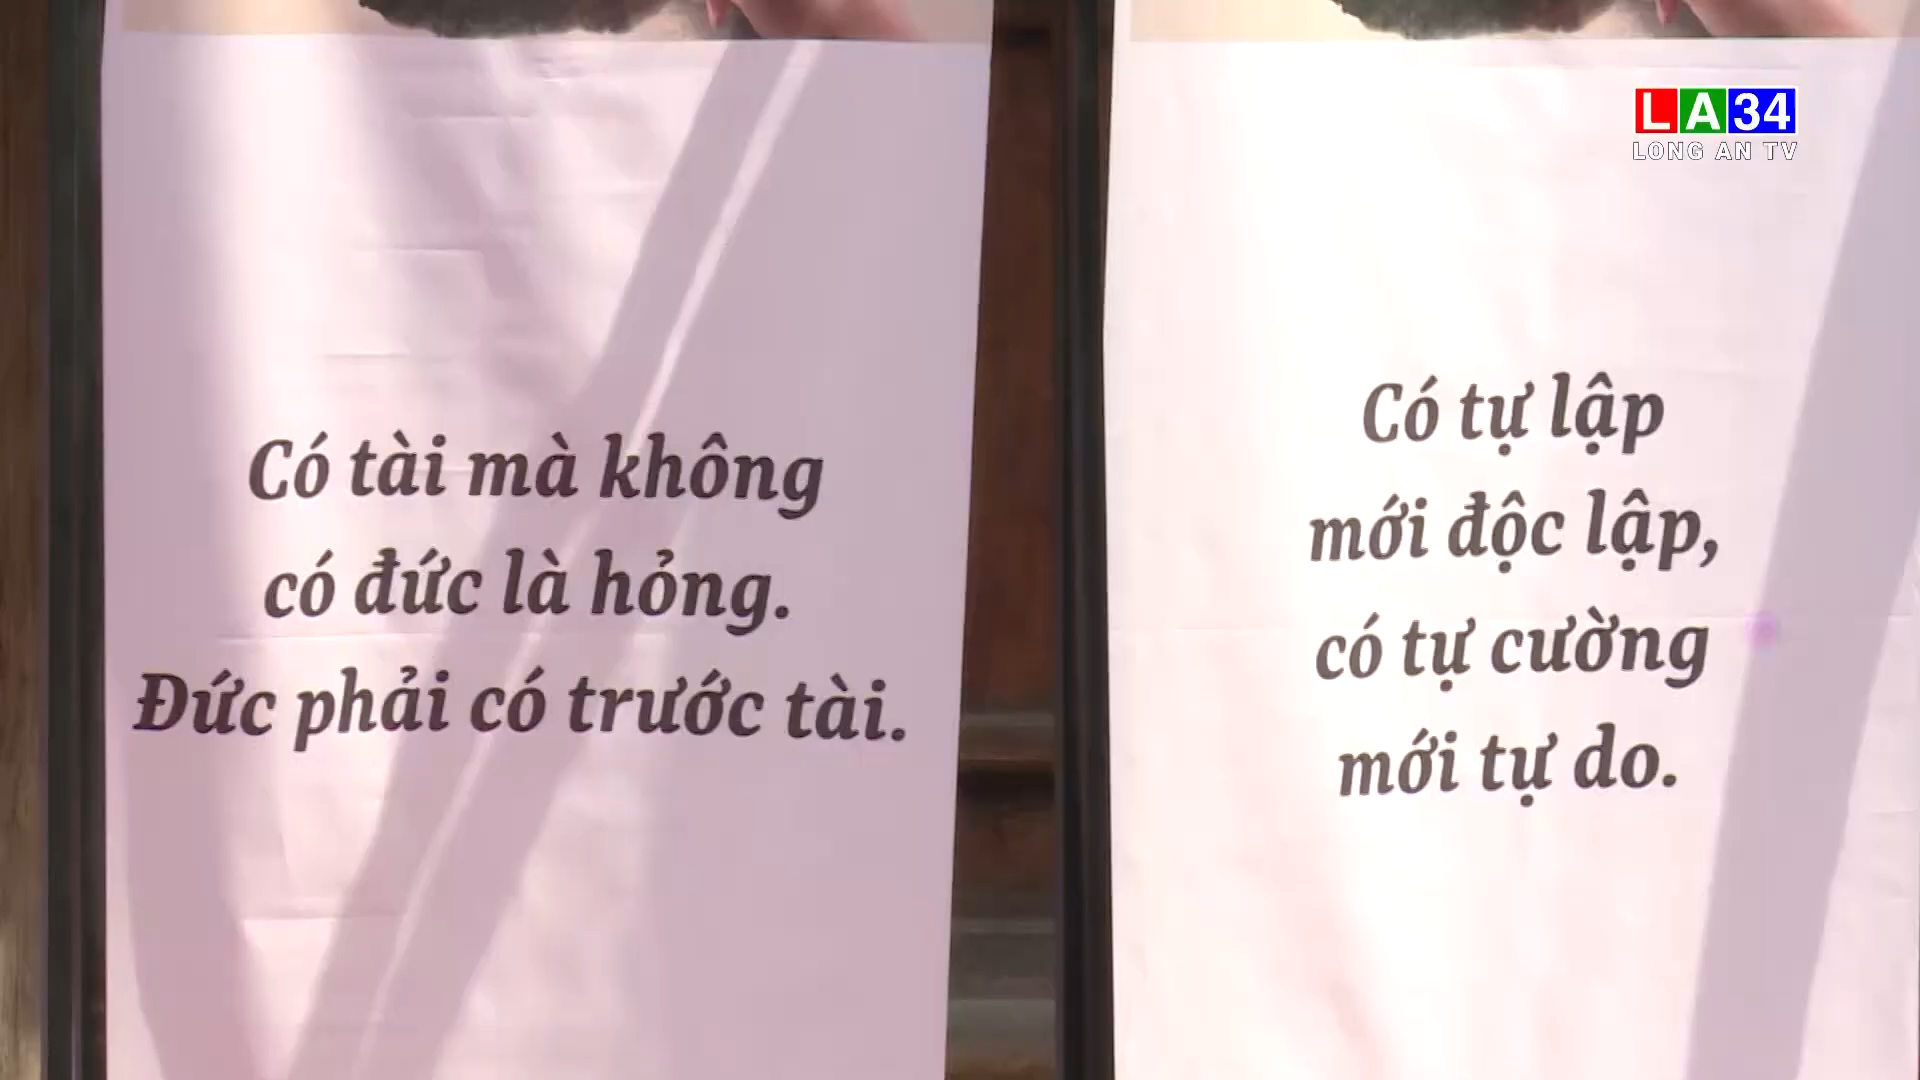 Có tài mà không
có đức là hỏng.
Đức phải có trước tài.
Có tự lập
mới độc lập,
có tự cường
mới tự do.
LA34
LONG AN TV